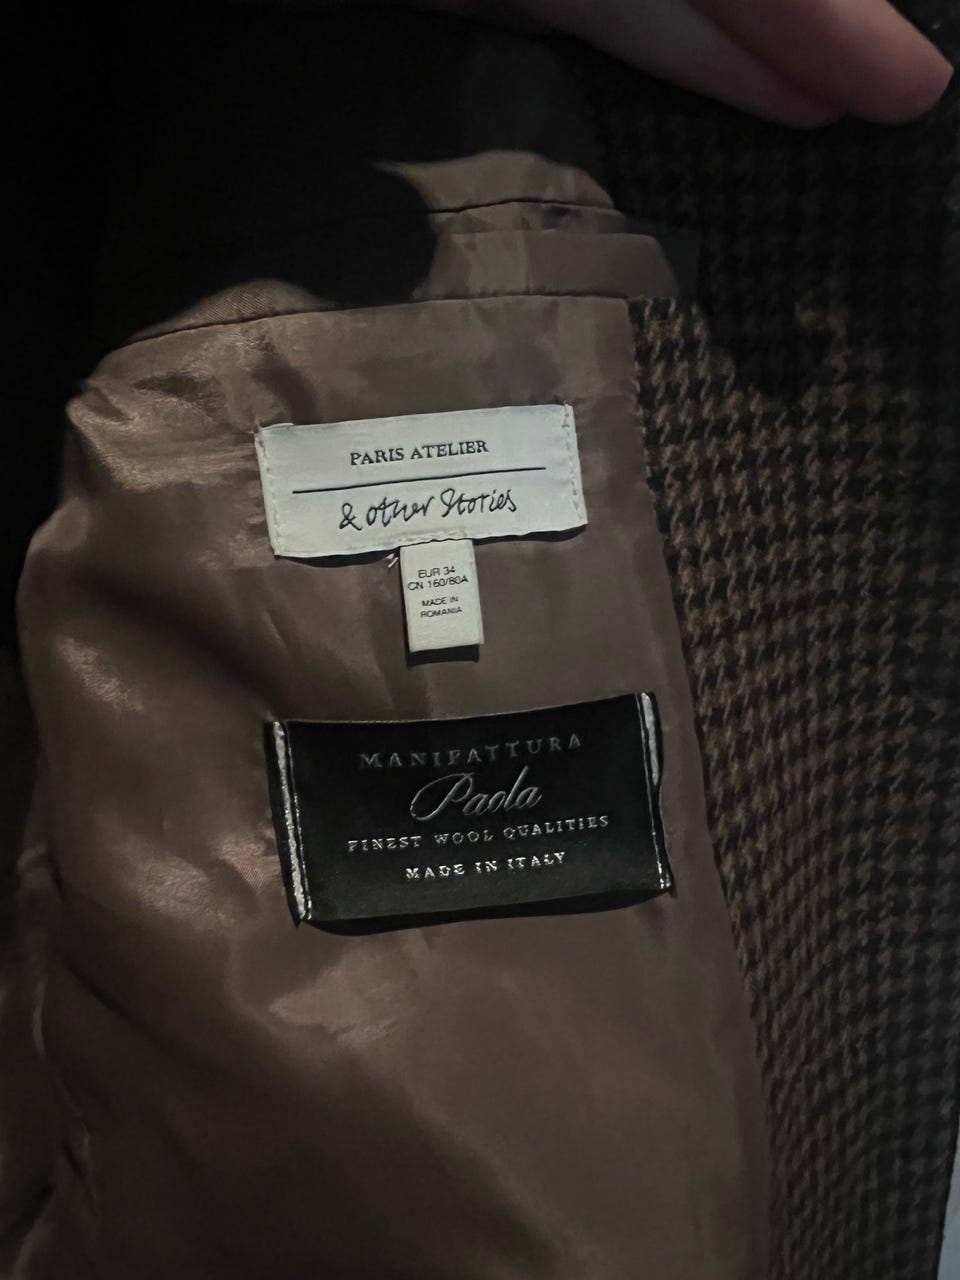 PARIS ATELIER
& other Stories
EUR 34
CN 160/80A
MADE IN
ROMANIA
MANIFATTURA
Paola
FINEST WOOL QUALITIES
MADE IN ITALY